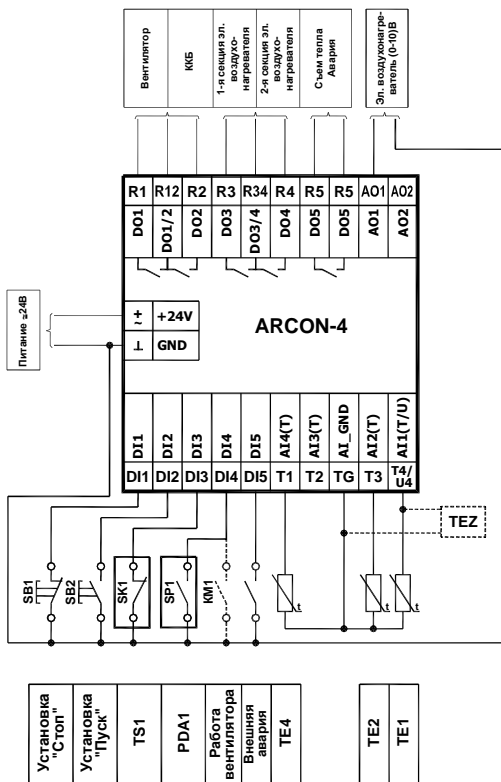 Вентилятор
ККБ
1-я секция эл.
воздухо-
нагревателя
2-я секция эл.
воздухо-
нагревателя
Съем тепла
Авария
Эл. воздухонагре-
ватель (0-10)В
R1 R12 R2 R3 R34 R4 R5 R5 AO1 AO2
DO1 DO1/2 DO2 DO3 DO3/4 DO4 DO5 DO5 AO1 AO2
Питание ≂24В
+24V
⊥ GND
ARCON-4
DI1 DI2 DI3 DI4 DI5 AI4(T) AI3(T) AI_GND AI2(T) AI1(T/U)
DI1 DI2 DI3 DI4 DI5 T1 T2 TG T3 T4/
U4
TEZ
SB1 SB2 SK1 SP1 KM1 t t t
Установка
"Стоп"
Установка
"Пуск"
TS1
PDA1
Работа
вентилятора
Внешняя
авария
TE4
TE2
TE1